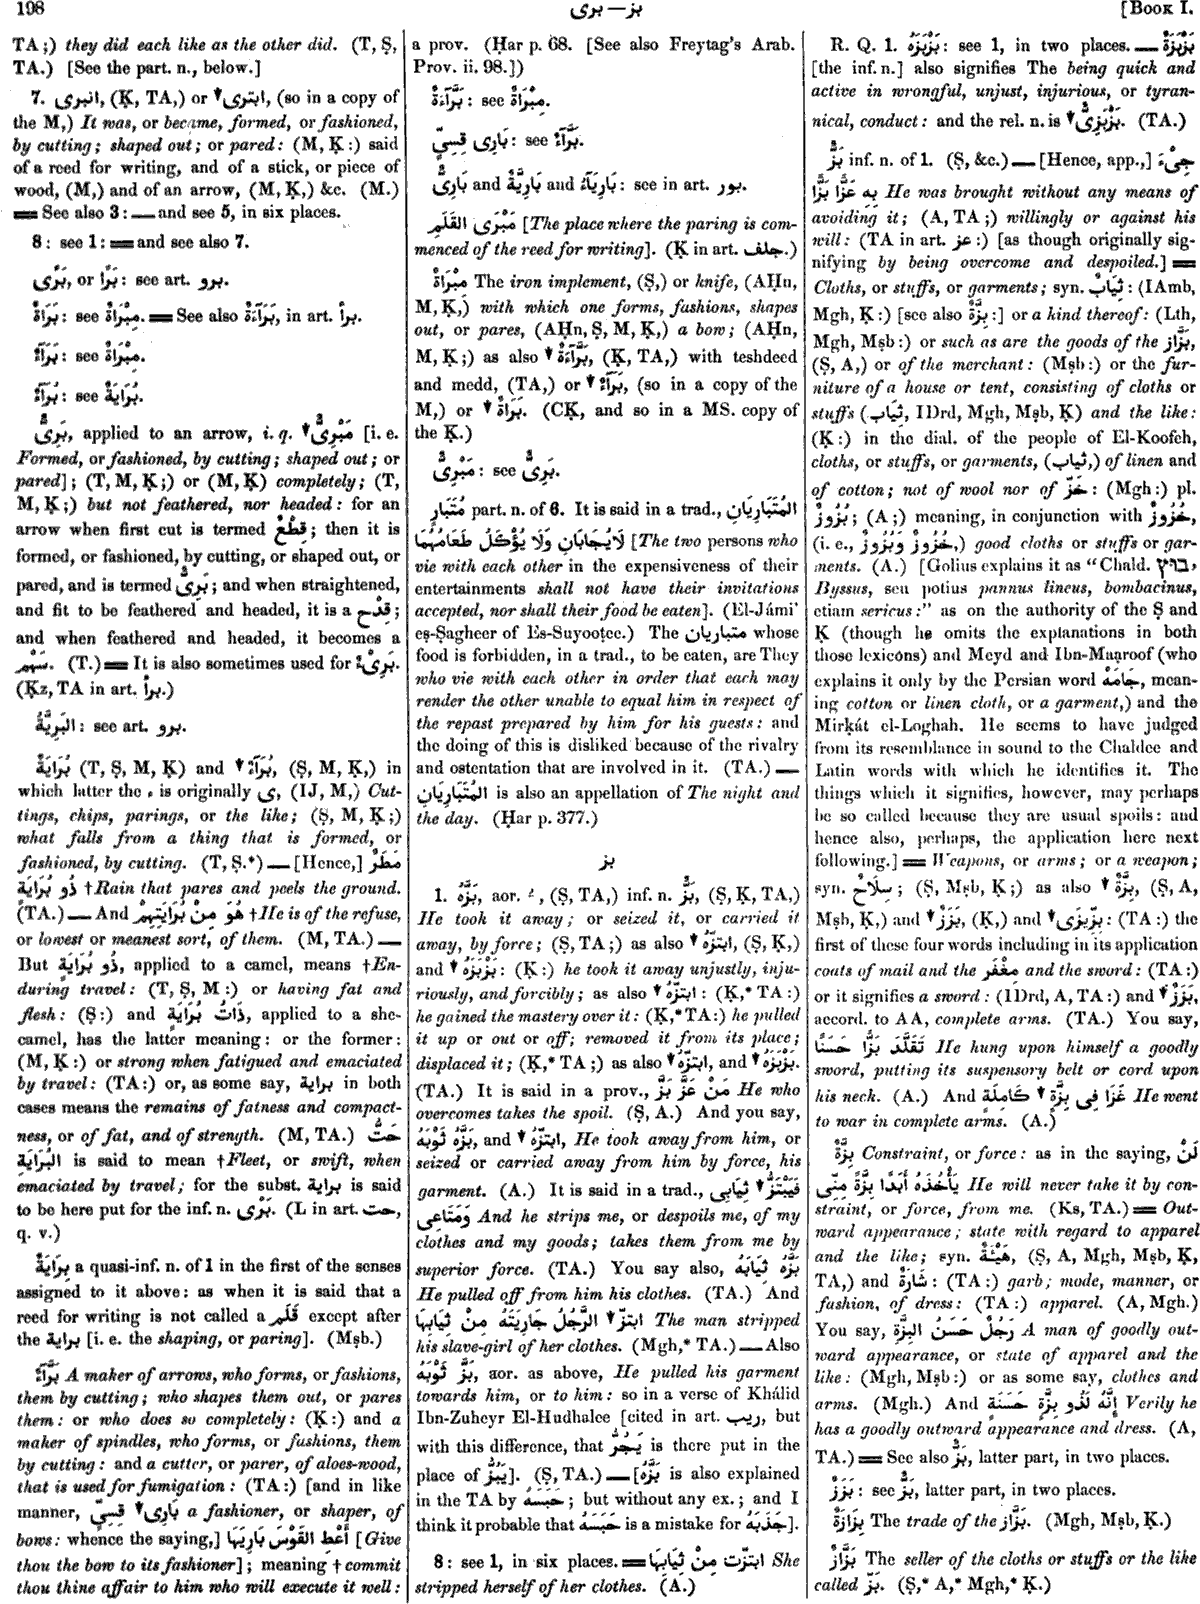 198
بز — برى
[BOOK I.
TA ;) they did each like as the other did. (T, Ṣ,
TA.) [See the part. n., below.]
7. انبرى, (Ḳ, TA,) or ↓ ابترى, (so in a copy of
the M,) It was, or became, formed, or fashioned,
by cutting; shaped out; or pared: (M, Ḳ:) said
of a reed for writing, and of a stick, or piece of
wood, (M,) and of an arrow, (M, Ḳ,) &c. (M.)
══ See also 3: — and see 5, in six places.
8: see 1: ══ and see also 7.
بَرًى, or بَرًا: see art. برو.
بَرَاةٌ: see مِبْرَاةٌ. ══ See also بَرَآءَةٌ, in art. برأ.
بَرَآءٌ: see مِبْرَاةٌ.
بُرَآءٌ: see بُرَايَةٌ.
بَرِىٌّ, applied to an arrow, i. q. ↓ مَبْرِىٌّ [i. e.
Formed, or fashioned, by cutting; shaped out; or
pared]; (T, M, Ḳ;) or (M, Ḳ) completely; (T,
M, Ḳ;) but not feathered, nor headed: for an
arrow when first cut is termed قِطْعٌ; then it is
formed, or fashioned, by cutting, or shaped out, or
pared, and is termed بَرِىٌّ; and when straightened,
and fit to be feathered and headed, it is a قِدْح;
and when feathered and headed, it becomes a
سَهْم. (T.) ══ It is also sometimes used for بَرِىْءٌ.
(Ḳz, TA in art. برأ.)
البَرِيَّةُ: see art. برو.
بُرَايَةٌ (T, Ṣ, M, Ḳ) and ↓ بُرَآءٌ, (Ṣ, M, Ḳ,) in
which latter the ء is originally ى, (IJ, M,) Cut-
tings, chips, parings, or the like; (Ṣ, M, Ḳ;)
what falls from a thing that is formed, or
fashioned, by cutting. (T, Ṣ.*) — [Hence,] مَطَرٌ
ذُو بُرَايَةٍ †Rain that pares and peels the ground.
(TA.) — And هُوَ مِنْ بُرَايَتِهِمْ †He is of the refuse,
or lowest or meanest sort, of them. (M, TA.) —
But ذُو بُرَايَةٍ, applied to a camel, means †En-
during travel: (T, Ṣ, M:) or having fat and
flesh: (Ṣ:) and ذَاتُ بُرَايَةٍ, applied to a she-
camel, has the latter meaning: or the former:
(M, Ḳ:) or strong when fatigued and emaciated
by travel: (TA:) or, as some say, براية in both
cases means the remains of fatness and compact-
ness, or of fat, and of strength. (M, TA.) حَتُّ
البُرَايَةِ is said to mean †Fleet, or swift, when
emaciated by travel; for the subst. براية is said
to be here put for the inf. n. بَرْى. (L in art. حت,
q. v.)
بِرَايَةٌ a quasi-inf. n. of 1 in the first of the senses
assigned to it above: as when it is said that a
reed for writing is not called a قَلَم except after
the براية [i. e. the shaping, or paring]. (Mṣb.)
بَرَّآءٌ A maker of arrows, who forms, or fashions,
them by cutting; who shapes them out, or pares
them: or who does so completely: (Ḳ:) and a
maker of spindles, who forms, or fashions, them
by cutting: and a cutter, or parer, of aloes-wood,
that is used for fumigation: (TA:) [and in like
manner, ↓ بَارِى قِسِىٍّ a fashioner, or shaper, of
bows: whence the saying,] أَعْطِ القَوْسَ بَارِيَهَا [Give
thou the bow to its fashioner]; meaning † commit
thou thine affair to him who will execute it well:
a prov. (Ḥar p. 68. [See also Freytag's Arab.
Prov. ii. 98.])
بَرَّآءَةٌ: see مِبْرَاةٌ.
بَارِى قِسِىٍّ: see بَرَّآءٌ.
بَارِىٌّ and بَارِيَّةٌ and بَارِيَآءُ: see in art. بور.
مَبْرَى القَلَمِ [The place where the paring is com-
menced of the reed for writing]. (Ḳ in art. جلف.)
مِبْرَاةٌ The iron implement, (Ṣ,) or knife, (AḤn,
M, Ḳ,) with which one forms, fashions, shapes
out, or pares, (AḤn, Ṣ, M, Ḳ,) a bow; (AḤn,
M, Ḳ;) as also ↓ بَرَّآءَةٌ, (Ḳ, TA,) with teshdeed
and medd, (TA,) or ↓ بَرَآءٌ, (so in a copy of the
M,) or ↓ بَرَاةٌ. (CḲ, and so in a MS. copy of
the Ḳ.)
مَبْرِىٌّ: see بَرِىٌّ.
مُتَبَارٍ part. n. of 6. It is said in a trad., المُتَبَارِيَانِ
لَا يُجَابَانِ وَلَا يُؤْكَلُ طَعَامُهُمَا [The two persons who
vie with each other in the expensiveness of their
entertainments shall not have their invitations
accepted, nor shall their food be eaten]. (El-Jámi'
eṣ-Ṣagheer of Es-Suyooṭee.) The متباريان whose
food is forbidden, in a trad., to be eaten, are They
who vie with each other in order that each may
render the other unable to equal him in respect of
the repast prepared by him for his guests: and
the doing of this is disliked because of the rivalry
and ostentation that are involved in it. (TA.) —
المُتَبَارِيَانِ is also an appellation of The night and
the day. (Ḥar p. 377.)
بز
1. بَزَّهُ, aor. ـُ, (Ṣ, TA,) inf. n. بَزٌّ, (Ṣ, Ḳ, TA,)
He took it away; or seized it, or carried it
away, by force; (Ṣ, TA;) as also ↓ ابتزّهُ, (Ṣ, Ḳ,)
and ↓ بَزْبَزَهُ: (Ḳ:) he took it away unjustly, inju-
riously, and forcibly; as also ↓ ابتزّهُ: (Ḳ,* TA:)
he gained the mastery over it: (Ḳ,* TA:) he pulled
it up or out or off; removed it from its place;
displaced it; (Ḳ,* TA;) as also ↓ ابتزّهُ, and ↓ بَزْبَزَهُ.
(TA.) It is said in a prov., مَنْ عَزَّ بَزَّ He who
overcomes takes the spoil. (Ṣ, A.) And you say,
بَزَّهُ ثَوْبَهُ, and ↓ ابتزّهُ, He took away from him, or
seized or carried away from him by force, his
garment. (A.) It is said in a trad., ↓ فَيَبْتَزُّ ثِيَابِى
وَمَتَاعِى And he strips me, or despoils me, of my
clothes and my goods; takes them from me by
superior force. (TA.) You say also, بَزَّهُ ثِيَابَهُ
He pulled off from him his clothes. (TA.) And
↓ ابتزّ الرَّجُلُ جَارِيَتَهُ مِنْ ثِيَابِهَا The man stripped
his slave-girl of her clothes. (Mgh,* TA.) — Also
بَزَّ ثَوْبَهُ, aor. as above, He pulled his garment
towards him, or to him: so in a verse of Khálid
Ibn-Zuheyr El-Hudhalee [cited in art. ريب, but
with this difference, that يَجُرُّ is there put in the
place of يَبُزُّ]. (Ṣ, TA.) — [بَزَّهُ is also explained
in the TA by حَبَسَهُ; but without any ex.; and I
think it probable that حَبَسَهُ is a mistake for جَذَبَهُ].
8: see 1, in six places. ══ ابتزّت مِنْ ثِيَابِهَا She
stripped herself of her clothes. (A.)
R. Q. 1. بَزْبَزَهُ: see 1, in two places. — بَزْبَزَةٌ
[the inf. n.] also signifies The being quick and
active in wrongful, unjust, injurious, or tyran-
nical, conduct: and the rel. n. is ↓ بَزْبَزِىٌّ. (TA.)
بَزٌّ inf. n. of 1. (Ṣ, &c.) — [Hence, app.,] جِىْءَ
بِهِ عَزًّا بَزًّا He was brought without any means of
avoiding it; (A, TA;) willingly or against his
will: (TA in art. عز:) [as though originally sig-
nifying by being overcome and despoiled.] ══
Cloths, or stuffs, or garments; syn. ثِيَابٌ: (IAmb,
Mgh, Ḳ:) [see also بِزَّةٌ:] or a kind thereof: (Lth,
Mgh, Mṣb:) or such as are the goods of the بَزَّاز,
(Ṣ, A,) or of the merchant: (Mṣb:) or the fur-
niture of a house or tent, consisting of cloths or
stuffs (ثِيَاب, IDrd, Mgh, Mṣb, Ḳ) and the like:
(Ḳ:) in the dial. of the people of El-Koofeh,
cloths, or stuffs, or garments, (ثياب,) of linen and
of cotton; not of wool nor of خَزّ: (Mgh:) pl.
بُزُوزٌ; (A;) meaning, in conjunction with خُزُوزٌ,
(i. e., خُزُوزٌ وَبُزُوزٌ,) good cloths or stuffs or gar-
ments. (A.) [Golius explains it as "Chald. בּוּץ,
Byssus, seu potius pannus lineus, bombacinus,
etiam sericus:" as on the authority of the Ṣ and
Ḳ (though he omits the explanations in both
those lexicons) and Meyd and Ibn-Maạroof (who
explains it only by the Persian word جَامَهْ, mean-
ing cotton or linen cloth, or a garment,) and the
Mirḳát el-Loghah. He seems to have judged
from its resemblance in sound to the Chaldee and
Latin words with which he identifies it. The
things which it signifies, however, may perhaps
be so called because they are usual spoils: and
hence also, perhaps, the application here next
following.] ══ Weapons, or arms; or a weapon;
syn. سِلَاحٌ; (Ṣ, Mṣb, Ḳ;) as also ↓ بِزَّةٌ, (Ṣ, A,
Mṣb, Ḳ,) and ↓ بَزَزٌ, (Ḳ,) and ↓ بِزِّيزَى: (TA:) the
first of these four words including in its application
coats of mail and the مِغْفَر and the sword: (TA:)
or it signifies a sword: (IDrd, A, TA:) and ↓ بَزَزٌ,
accord. to AA, complete arms. (TA.) You say,
تَقَلَّدَ بَزًّا حَسَنًا He hung upon himself a goodly
sword, putting its suspensory belt or cord upon
his neck. (A.) And غَزَا فِى بِزَّةٍ ↓ كَامِلَةٍ He went
to war in complete arms. (A.)
بِزَّةٌ Constraint, or force: as in the saying, لَنْ
يَأْخُذَهُ أَبَدًا بِزَّةً مِنِّى He will never take it by con-
straint, or force, from me. (Ks, TA.) ══ Out-
ward appearance; state with regard to apparel
and the like; syn. هَيْئَةٌ, (Ṣ, A, Mgh, Mṣb, Ḳ,
TA,) and شَارَةٌ: (TA:) garb; mode, manner, or
fashion, of dress: (TA:) apparel. (A, Mgh.)
You say, رَجُلٌ حَسَنُ البِزَّةِ A man of goodly out-
ward appearance, or state of apparel and the
like: (Mgh, Mṣb:) or as some say, clothes and
arms. (Mgh.) And إِنَّهُ لَذُو بِزَّةٍ حَسَنَةٍ Verily he
has a goodly outward appearance and dress. (A,
TA.) ══ See also بَزٌّ, latter part, in two places.
بَزَزٌ: see بَزٌّ, latter part, in two places.
بِزَازَةٌ The trade of the بَزَّاز. (Mgh, Mṣb, Ḳ.)
بَزَّازٌ The seller of the cloths or stuffs or the like
called بَزّ. (Ṣ,* A,* Mgh,* Ḳ.)